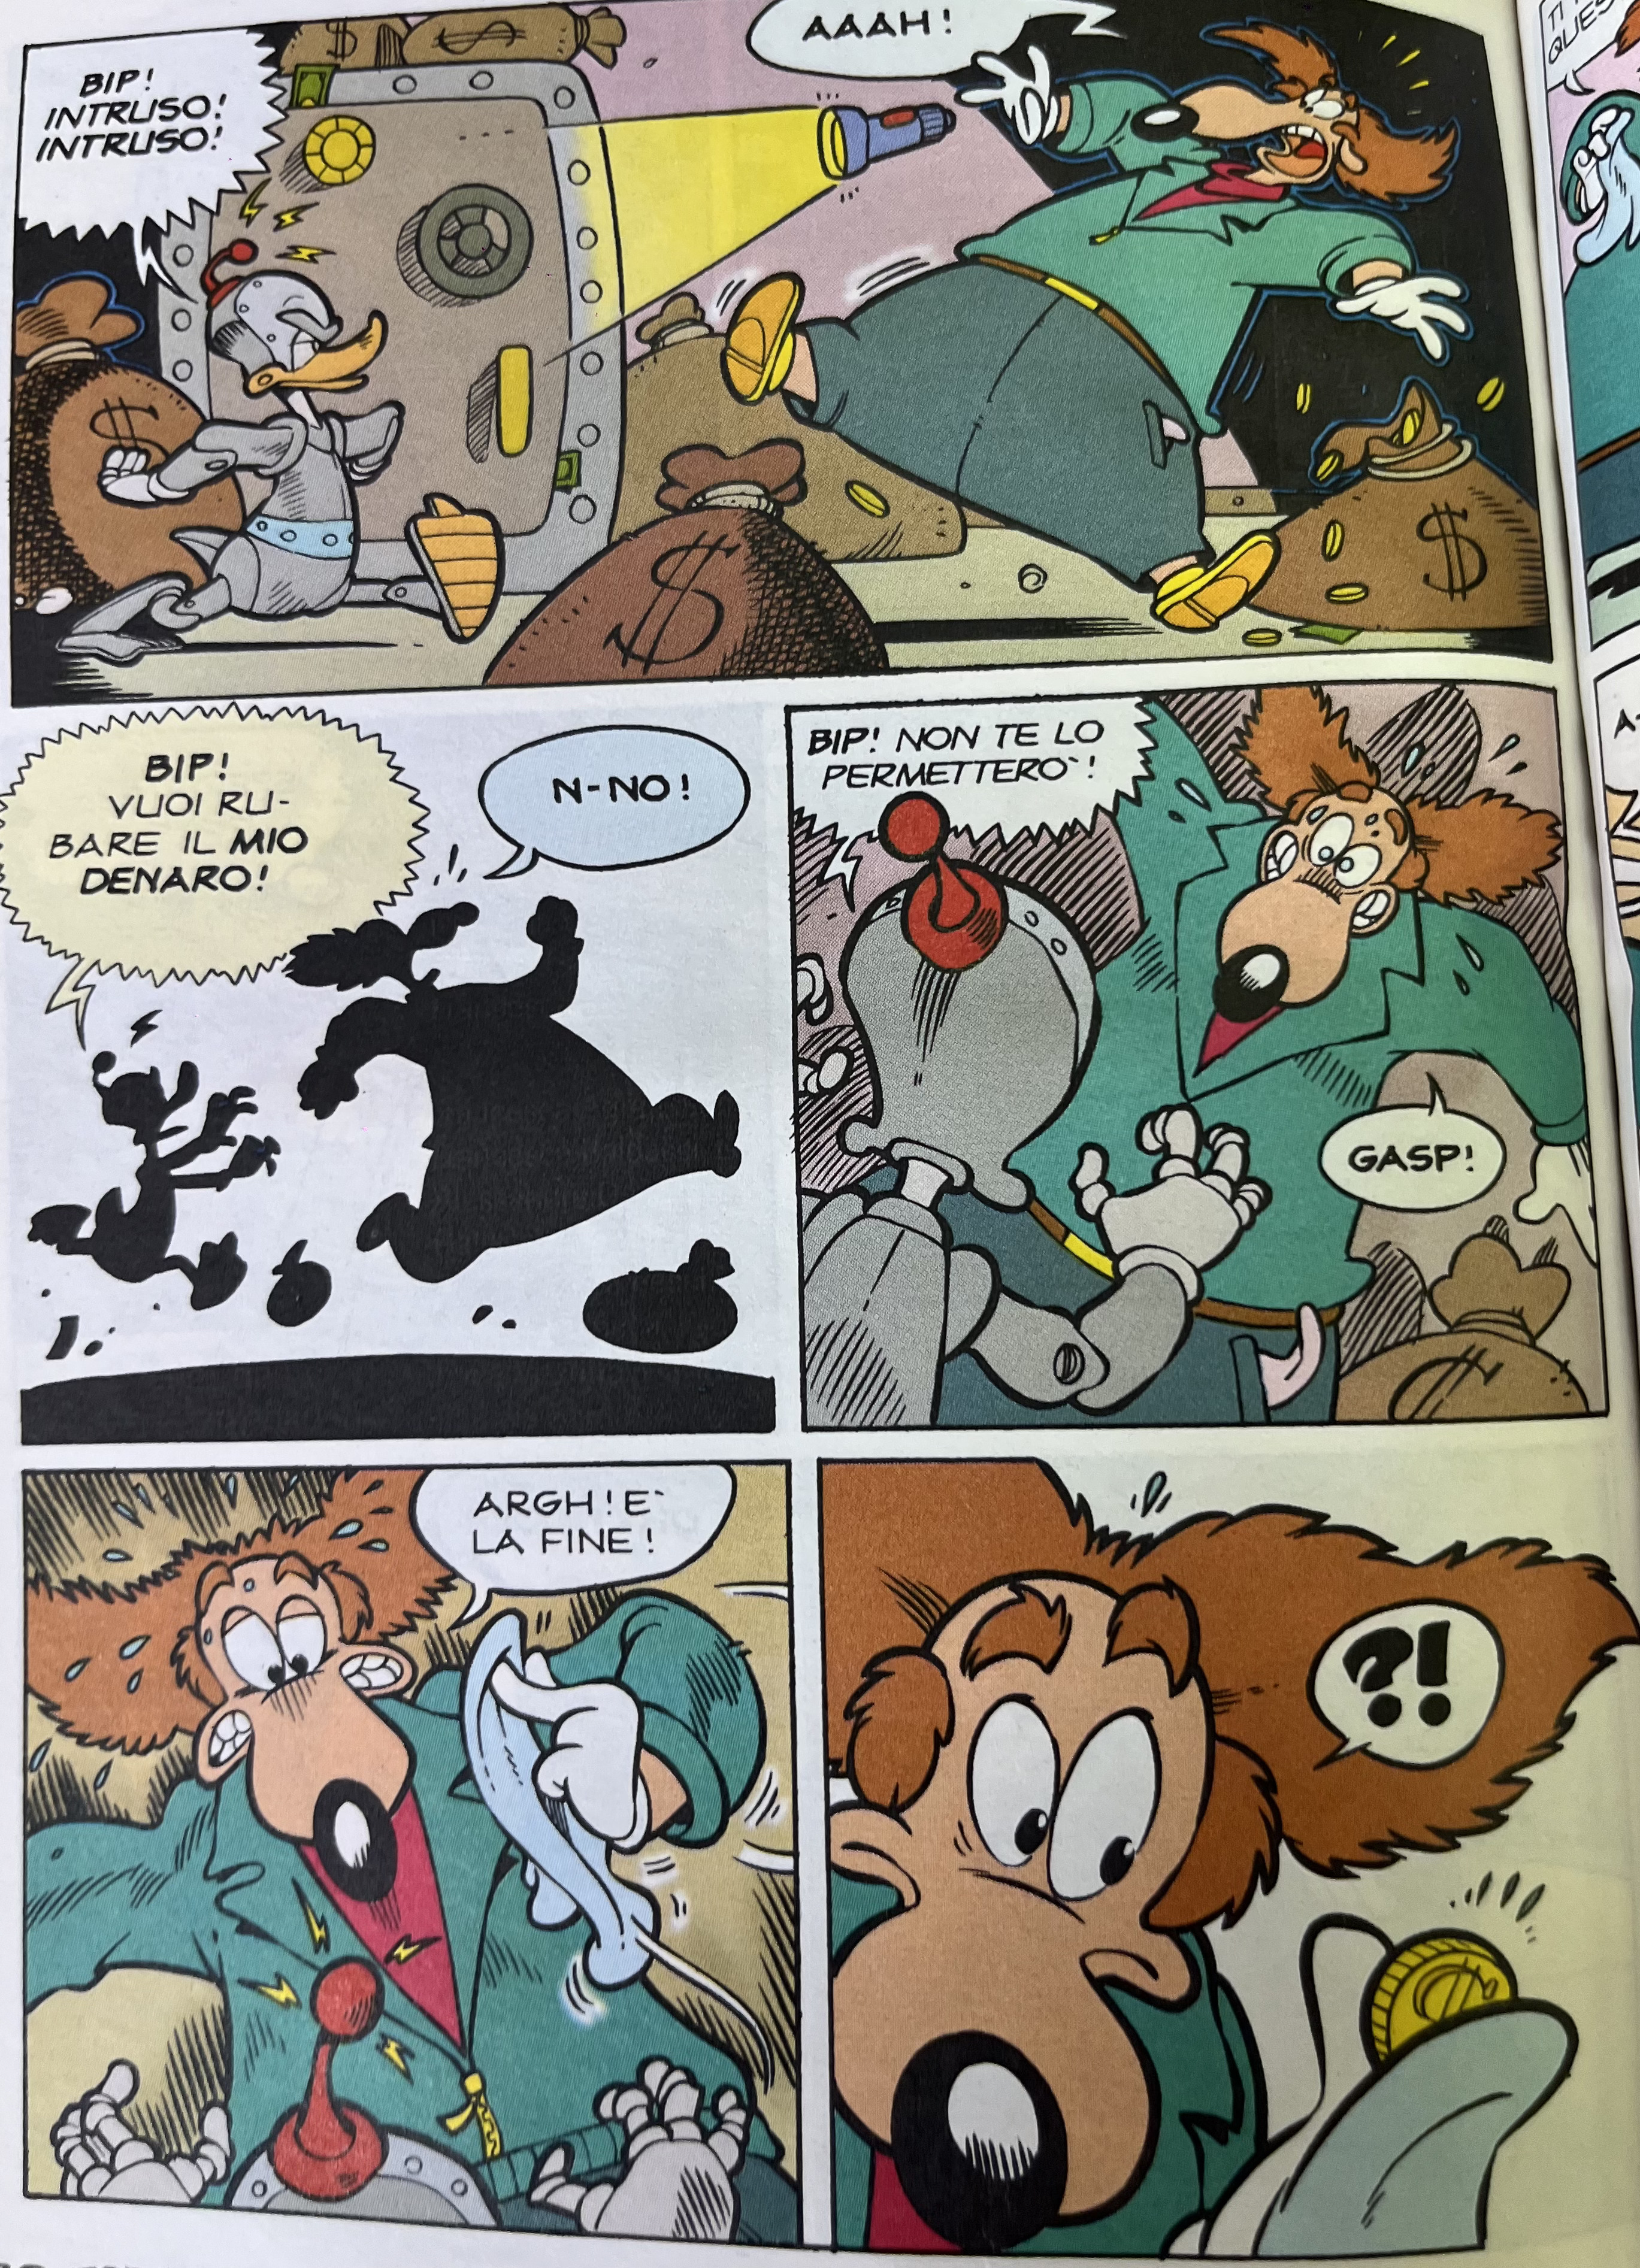 BIP!
INTRUSO!
INTRUSO!
AAAH!
BIP!
VUOI RU-
BARE IL MIO
DENARO!
N-NO!
BIP! NON TE LO
PERMETTERO`!
GASP!
ARGH! E`
LA FINE!
?!